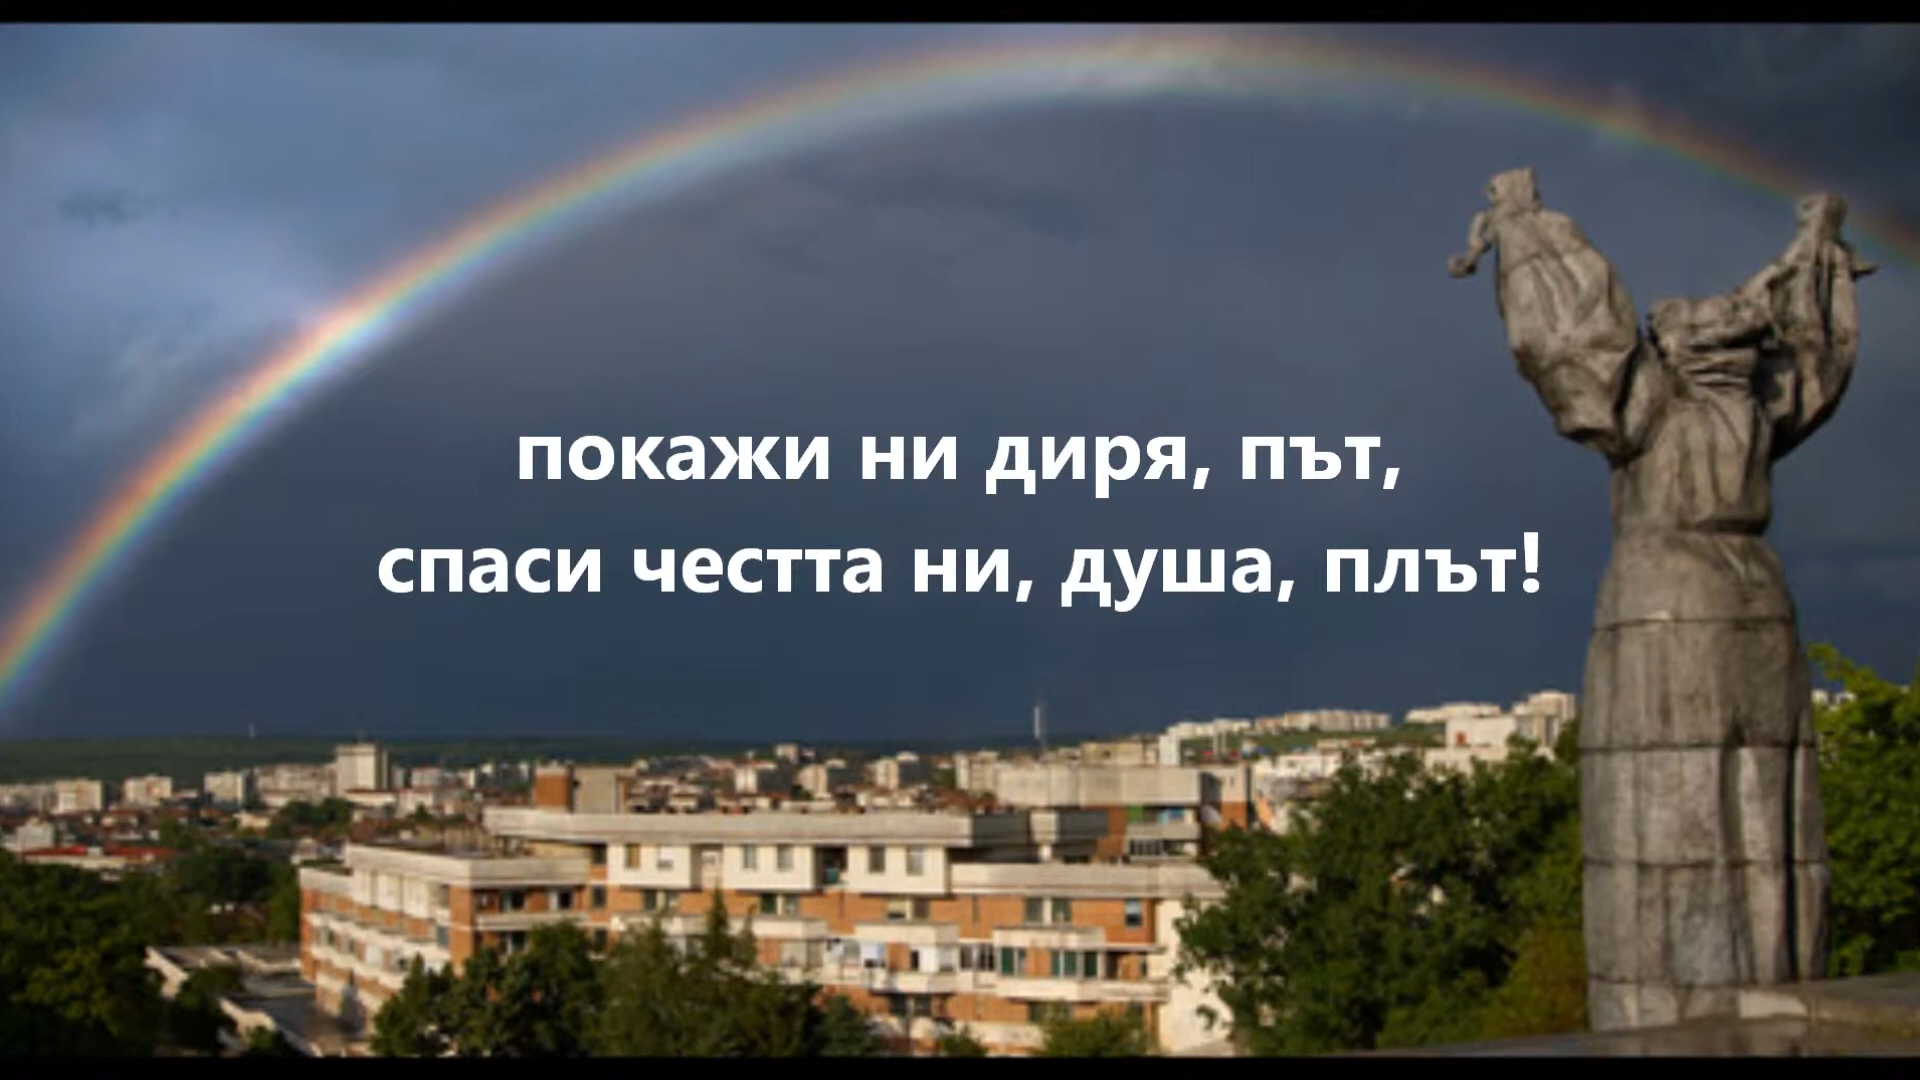 покажи ни диря, път,
спаси честта ни, душа, плът!